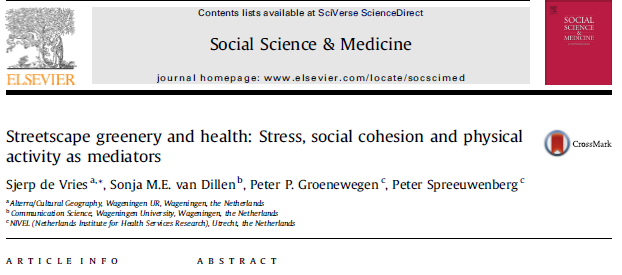 Contents lists available at SciVerse ScienceDirect
Social Science & Medicine
journal homepage: www.elsevier.com/locate/socscimed
ELSEVIER
SOCIAL
SCIENCE
&
MEDICINE
Streetscape greenery and health: Stress, social cohesion and physical
activity as mediators
CrossMark
Sjerp de Vries a,*, Sonja M.E. van Dillen b, Peter P. Groenewegen c, Peter Spreeuwenberg c
a Alterra/Cultural Geography, Wageningen UR, Wageningen, the Netherlands
b Communication Science, Wageningen University, Wageningen, the Netherlands
c NIVEL (Netherlands Institute for Health Services Research), Utrecht, the Netherlands
ARTICLE INFO
ABSTRACT